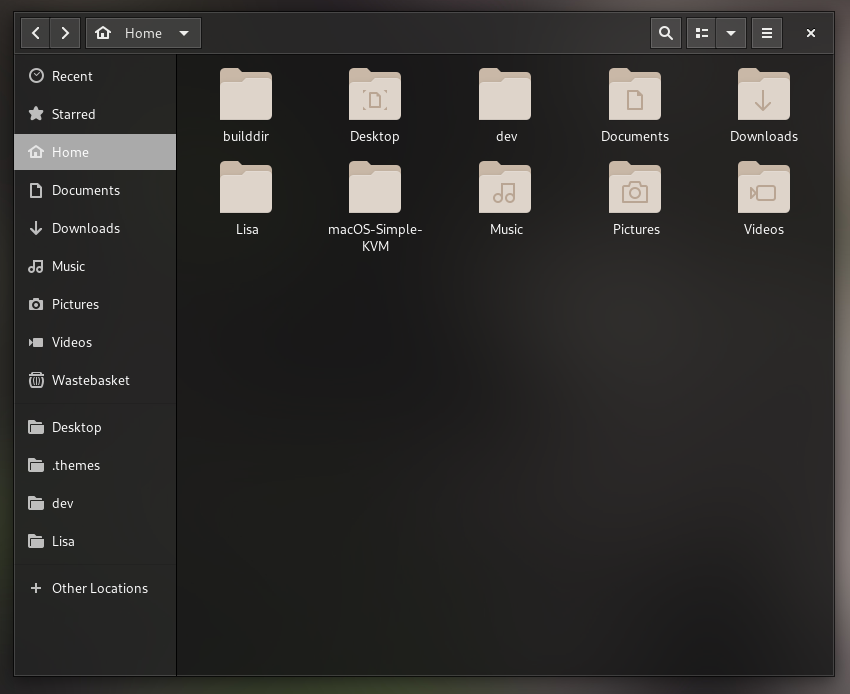 Home
Recent
Starred
Home
Documents
Downloads
Music
Pictures
Videos
Wastebasket
Desktop
.themes
dev
Lisa
Other Locations
builddir
Desktop
dev
Documents
Downloads
Lisa
macOS-Simple-
KVM
Music
Pictures
Videos